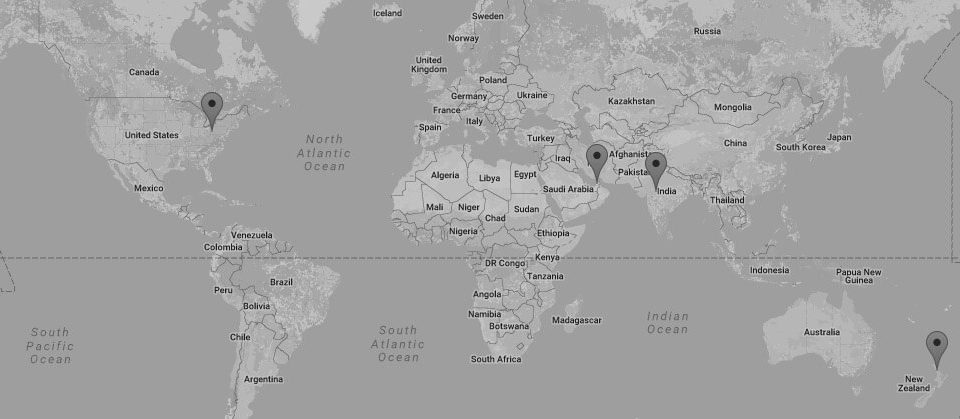 Iceland
Sweden
Norway
Russia
United
Kingdom
Canada
Poland
Germany
Ukraine
Kazakhstan
Mongolia
France
Italy
Spain
United States
North
Atlantic
Ocean
Turkey
Japan
China
South Korea
Iraq
Afghanista
Pakista
Algeria
Libya
Egypt
Saudi Arabia
India
Mexico
Thailand
Mali
Niger
Chad
Sudan
Nigeria
Ethiopia
Venezuela
Colombia
Kenya
DR Congo
Tanzania
Indonesia
Papua New
Guinea
Peru
Brazil
Angola
Bolivia
Namibia
Botswana
Madagascar
Indian
Ocean
Australia
South
Pacific
Ocean
Chile
South
Atlantic
Ocean
South Africa
Argentina
New
Zealand